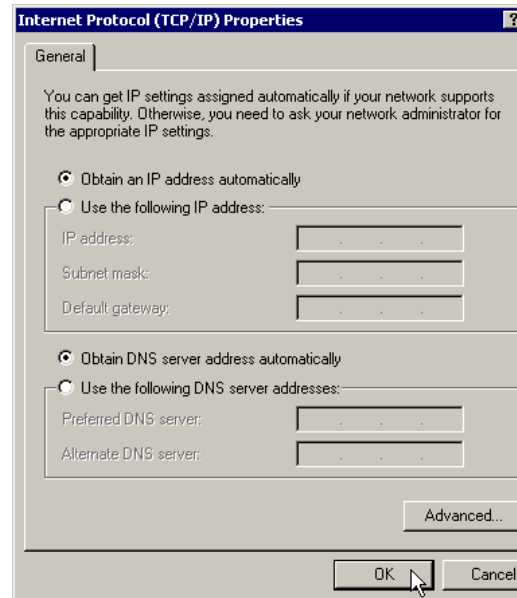 Internet Protocol (TCP/IP) Properties
?
General
You can get IP settings assigned automatically if your network supports
this capability. Otherwise, you need to ask your network administrator for
the appropriate IP settings.
Obtain an IP address automatically
Use the following IP address:
IP address:
Subnet mask:
Default gateway:
Obtain DNS server address automatically
Use the following DNS server addresses:
Preferred DNS server:
Alternate DNS server:
Advanced...
OK
Cancel